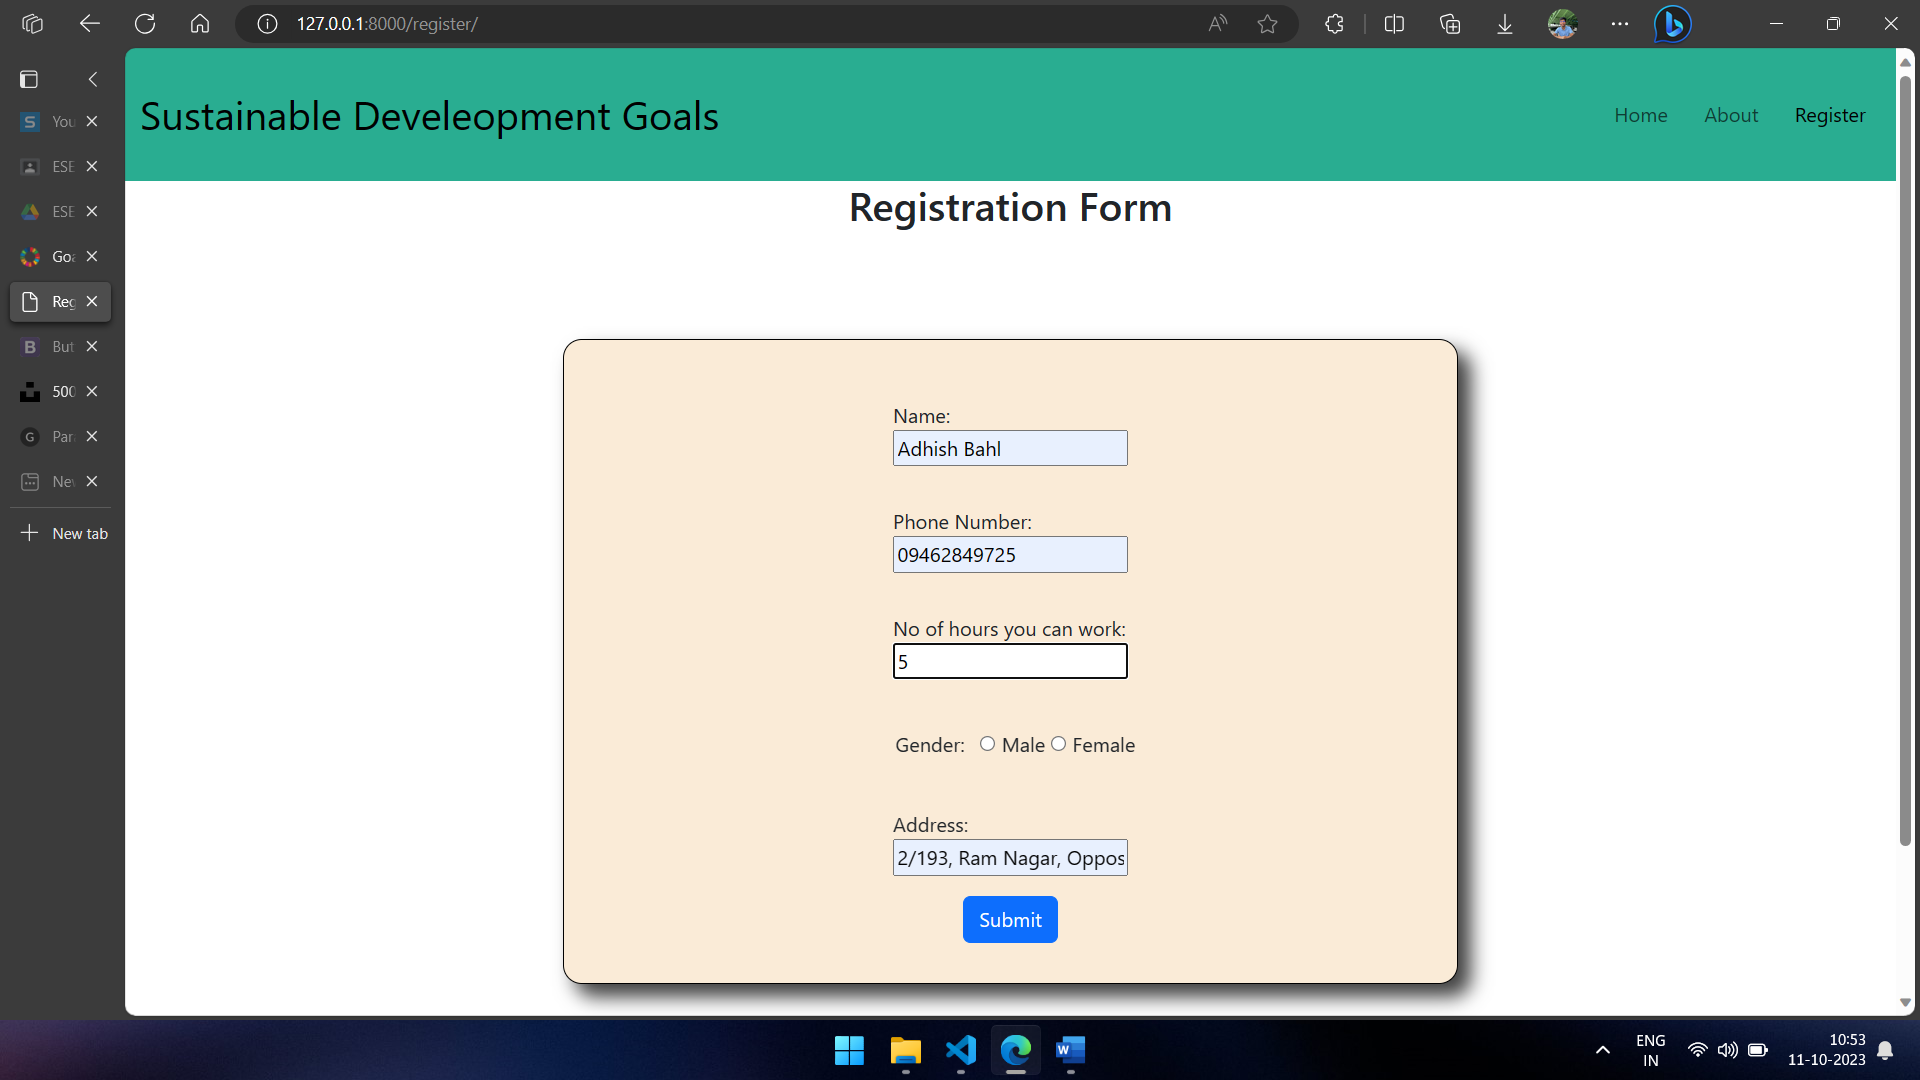 127.0.0.1:8000/register/
You
ESE
ESE
Goa
Reg
But
500
Par
Nev
New tab
Sustainable Develeopment Goals
Home
About
Register
Registration Form
Name:
Adhish Bahl
Phone Number:
09462849725
No of hours you can work:
5
Gender: Male Female
Address:
2/193, Ram Nagar, Oppos
Submit
ENG
IN
10:53
11-10-2023